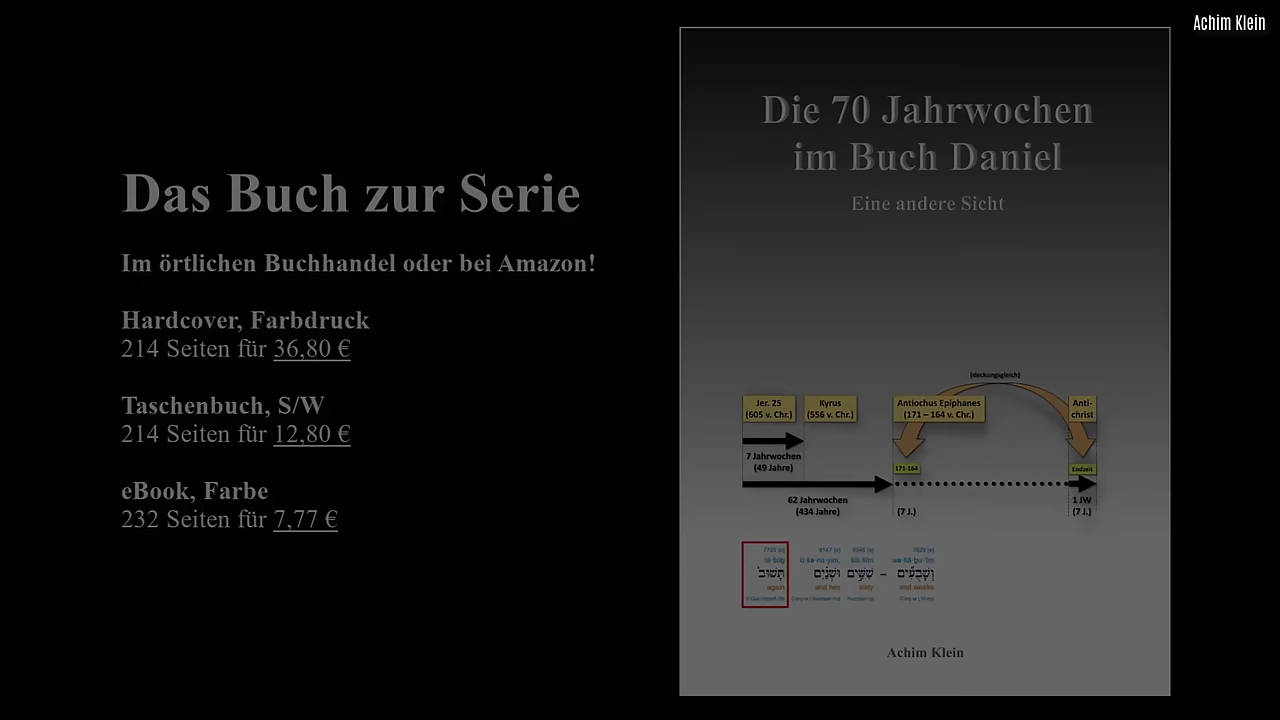 Achim Klein
Das Buch zur Serie
Im örtlichen Buchhandel oder bei Amazon!
Hardcover, Farbdruck
214 Seiten für 36,80 €
Taschenbuch, S/W
214 Seiten für 12,80 €
eBook, Farbe
232 Seiten für 7,77 €
Die 70 Jahrwochen
im Buch Daniel
Eine andere Sicht
(deckungsgleich)
Jer. 25
(605 v. Chr.)
Kyrus
(556 v. Chr.)
Antiochus Epiphanes
(171 – 164 v. Chr.)
Anti-
christ
7 Jahrwochen
(49 Jahre)
171-164
Endzeit
62 Jahrwochen
(434 Jahre)
(7 J.)
1 JW
(7 J.)
again and two sixty and weeks
Achim Klein